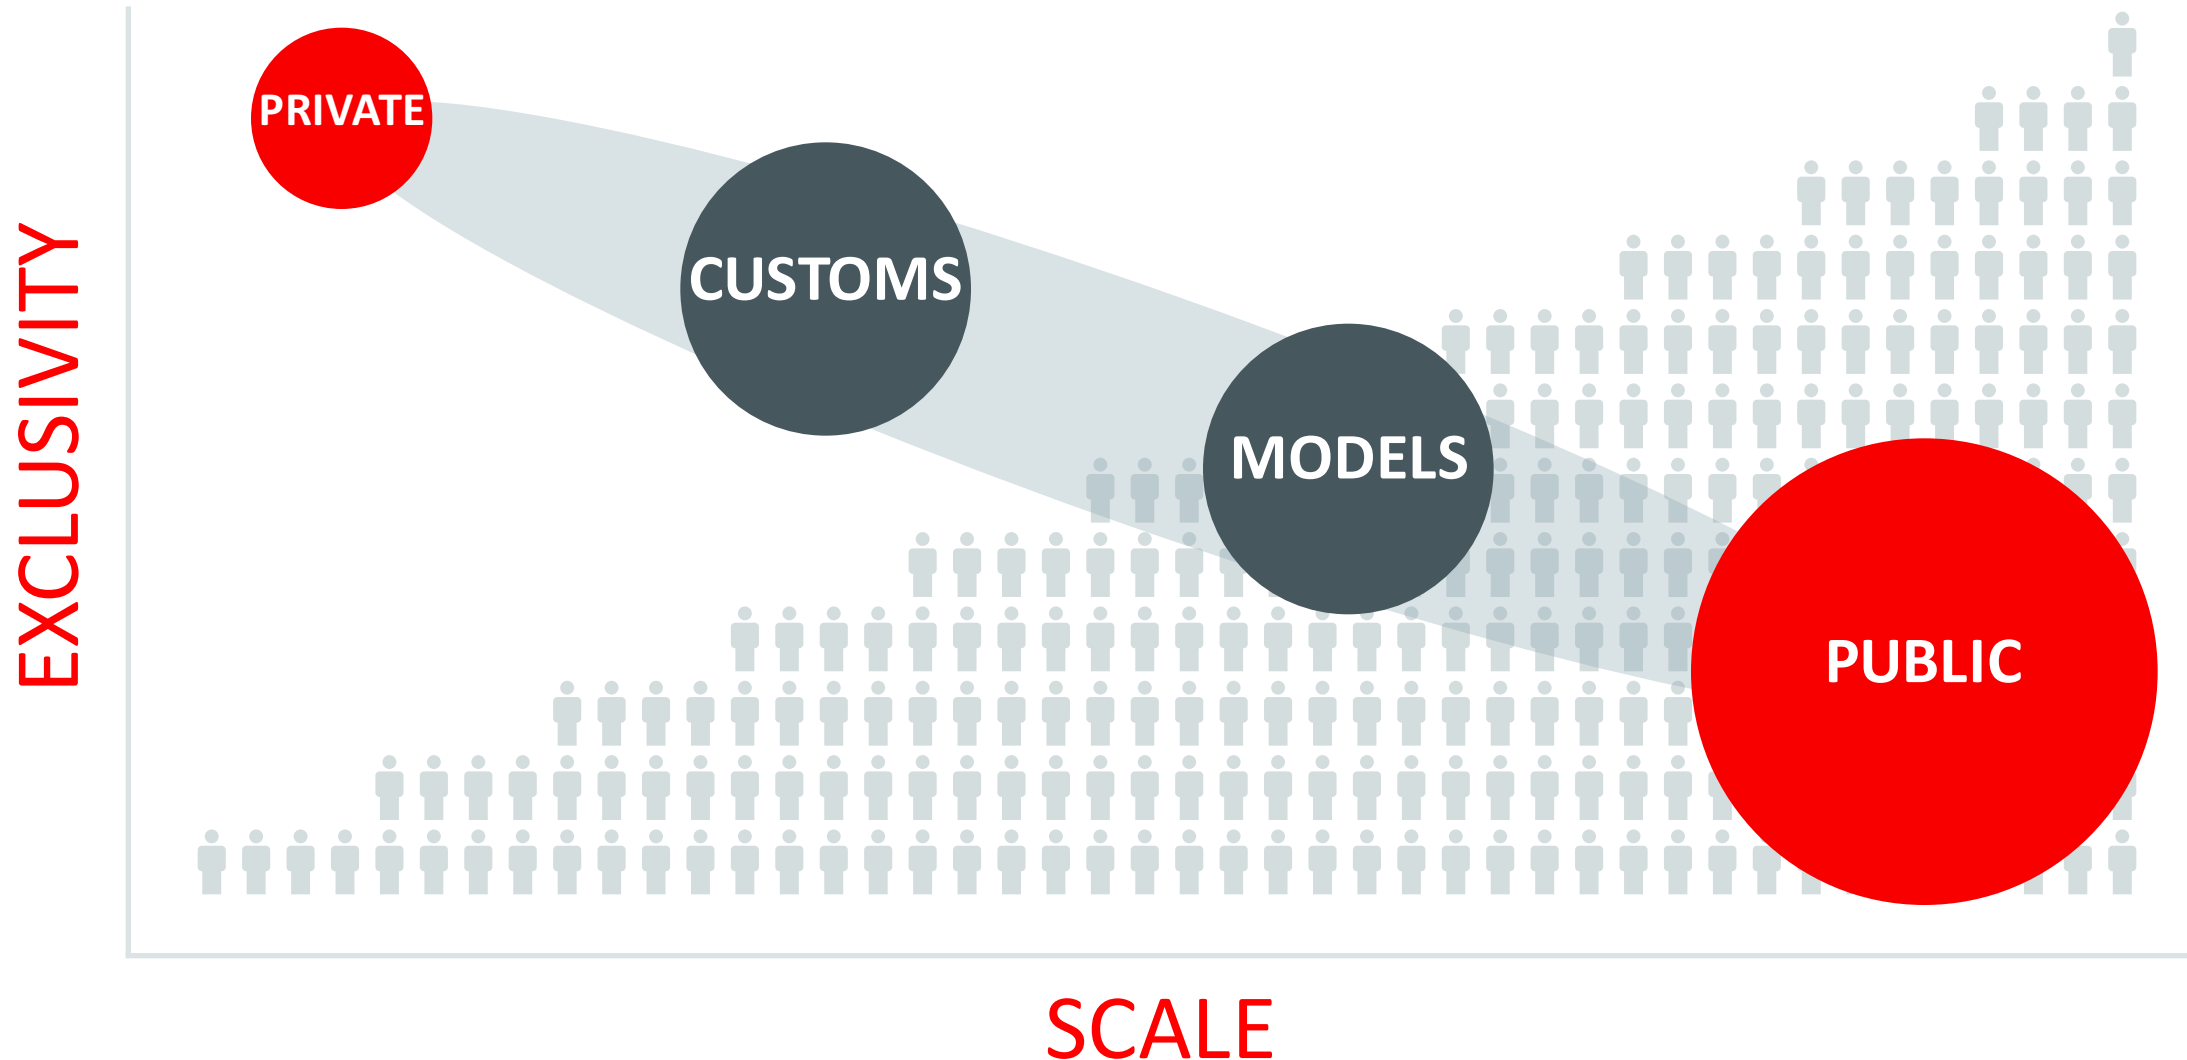 PRIVATE
CUSTOMS
MODELS
PUBLIC
EXCLUSIVITY
SCALE